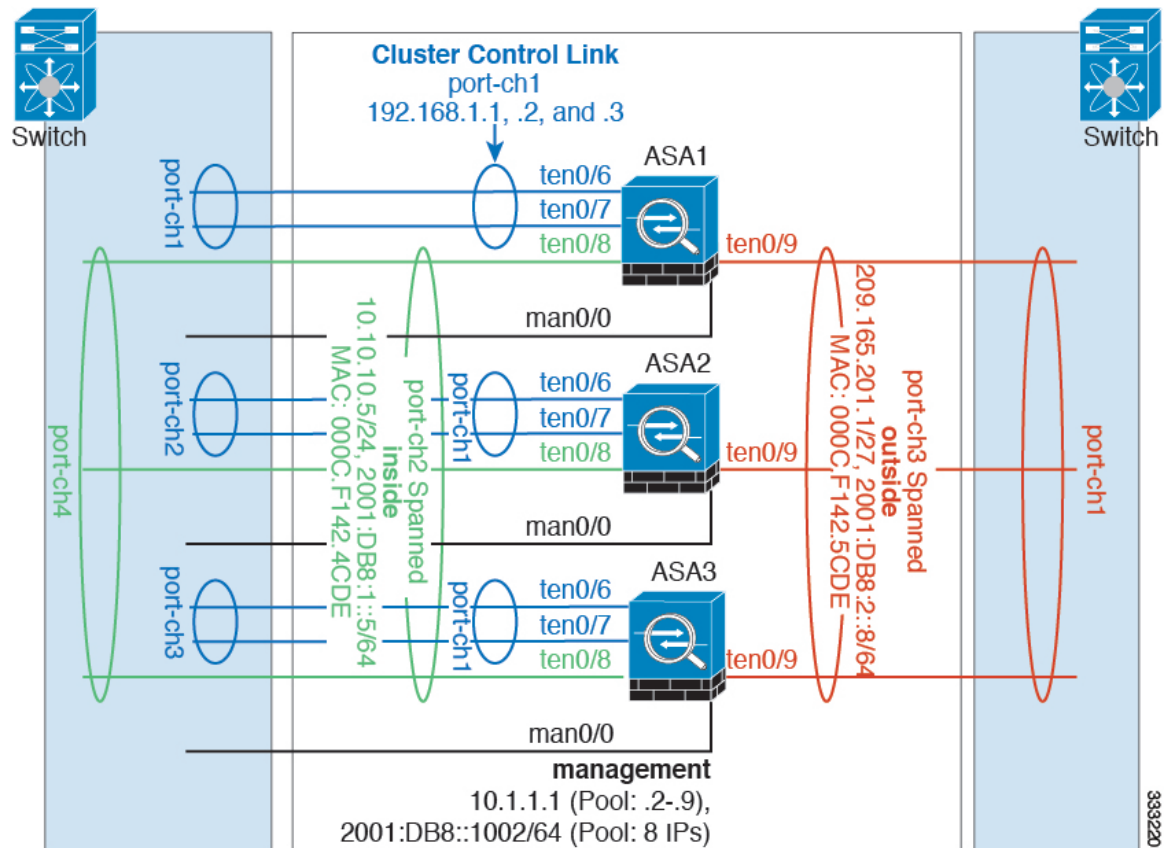 Cluster Control Link
port-ch1
192.168.1.1, .2, and .3
Switch
Switch
ASA1
port-ch1
ten0/6
ten0/7
ten0/8
ten0/9
man0/0
ASA2
port-ch2
port-ch1
ten0/6
ten0/7
ten0/8
ten0/9
man0/0
ASA3
port-ch3
port-ch1
ten0/6
ten0/7
ten0/8
ten0/9
man0/0
port-ch4
port-ch2 Spanned
inside
10.10.10.5/24, 2001:DB8:1::5/64
MAC: 000C.F142.4CDE
port-ch3 Spanned
outside
209.165.201.1/27, 2001:DB8:2::8/64
MAC: 000C.F142.5CDE
port-ch1
management
10.1.1.1 (Pool: .2-.9),
2001:DB8::1002/64 (Pool: 8 IPs)
333220